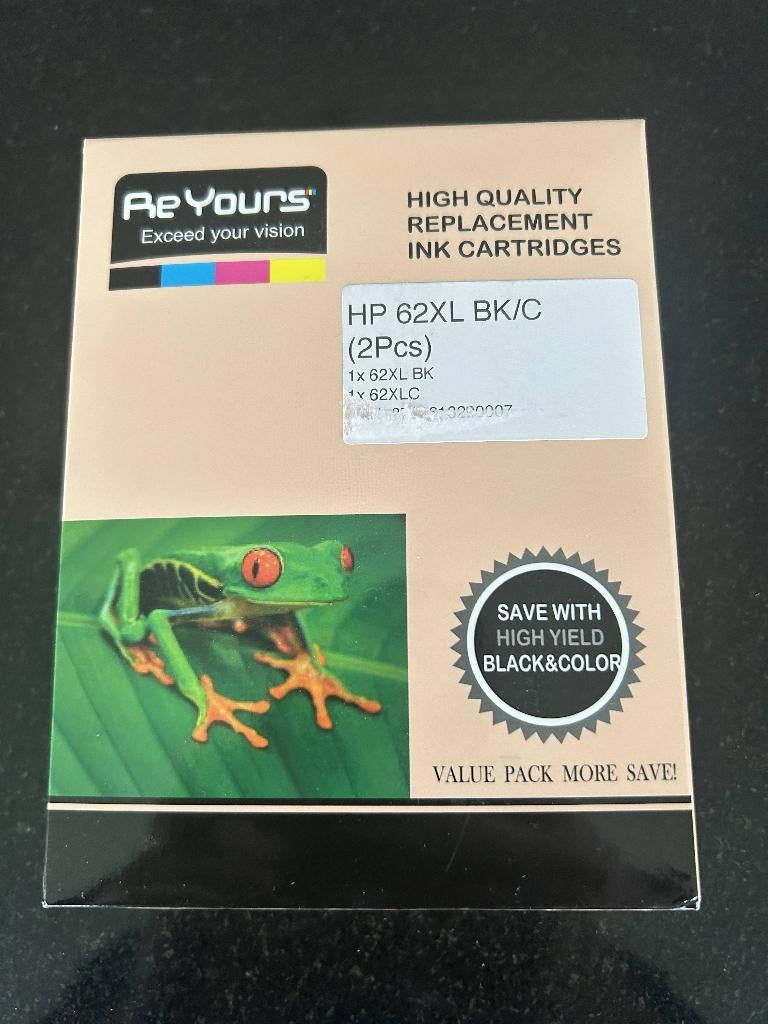 ReYours
Exceed your vision
HIGH QUALITY
REPLACEMENT
INK CARTRIDGES
HP 62XL BK/C
(2Pcs)
1x 62XL BK
1x 62XLC
SAVE WITH
HIGH YIELD
BLACK&COLOR
VALUE PACK MORE SAVE!